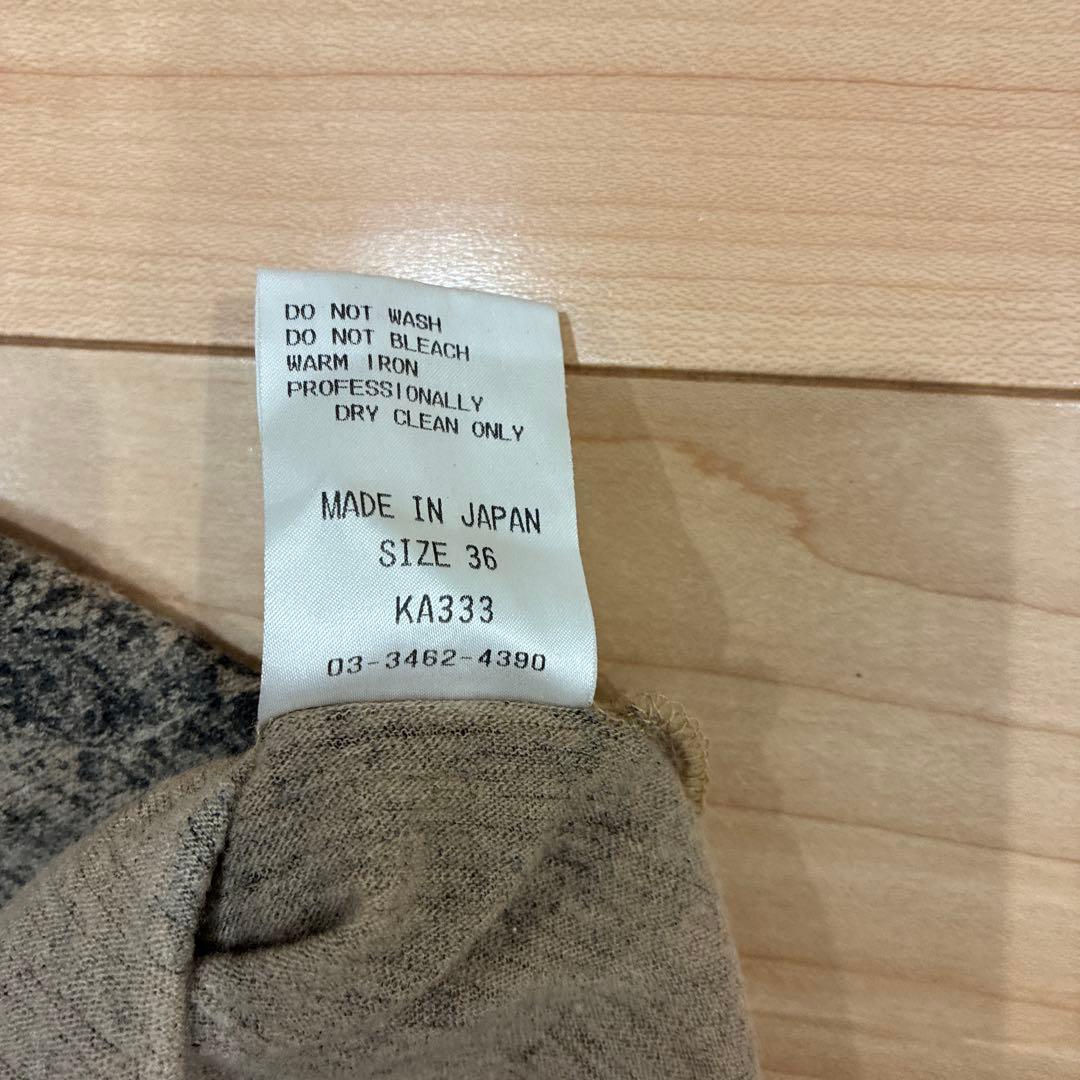 DO NOT WASH
DO NOT BLEACH
WARM IRON
PROFESSIONALLY
DRY CLEAN ONLY
MADE IN JAPAN
SIZE 36
KA333
03-3462-4390